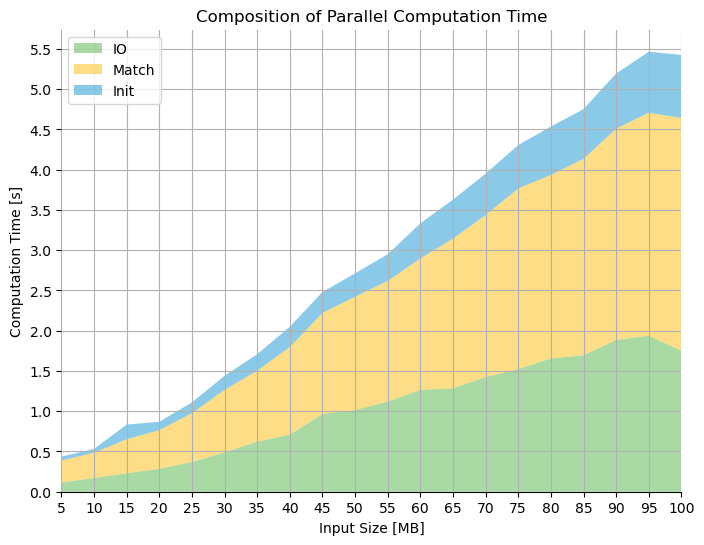 Composition of Parallel Computation Time
IO
Match
Init
Computation Time [s]
5.5
5.0
4.5
4.0
3.5
3.0
2.5
2.0
1.5
1.0
0.5
0.0
5 10 15 20 25 30 35 40 45 50 55 60 65 70 75 80 85 90 95 100
Input Size [MB]